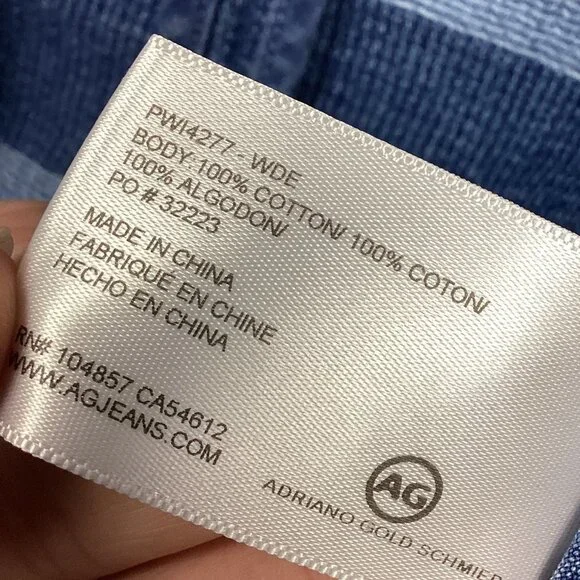 PWI4277 - WDE
BODY 100% COTTON/ 100% COTON/
100% ALGODON/
PO # 32223
MADE IN CHINA
FABRIQUE EN CHINE
HECHO EN CHINA
RN# 104857 CA54612
WWW.AGJEANS.COM
AG
ADRIANO GOLD SCHMIED